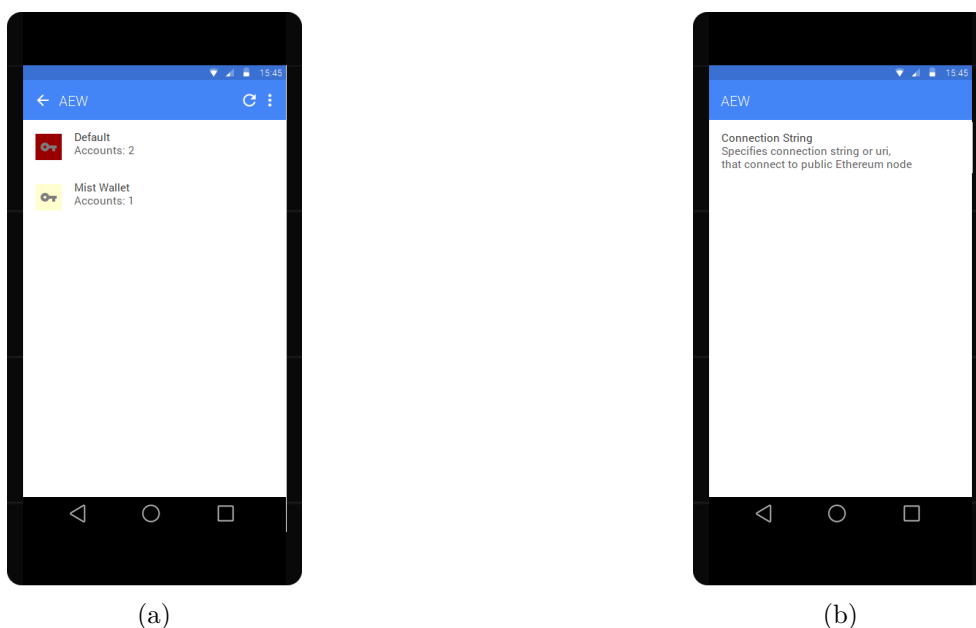 15:45
AEW
Default
Accounts: 2
Mist Wallet
Accounts: 1
(a)
15:45
AEW
Connection String
Specifies connection string or uri,
that connect to public Ethereum node
(b)